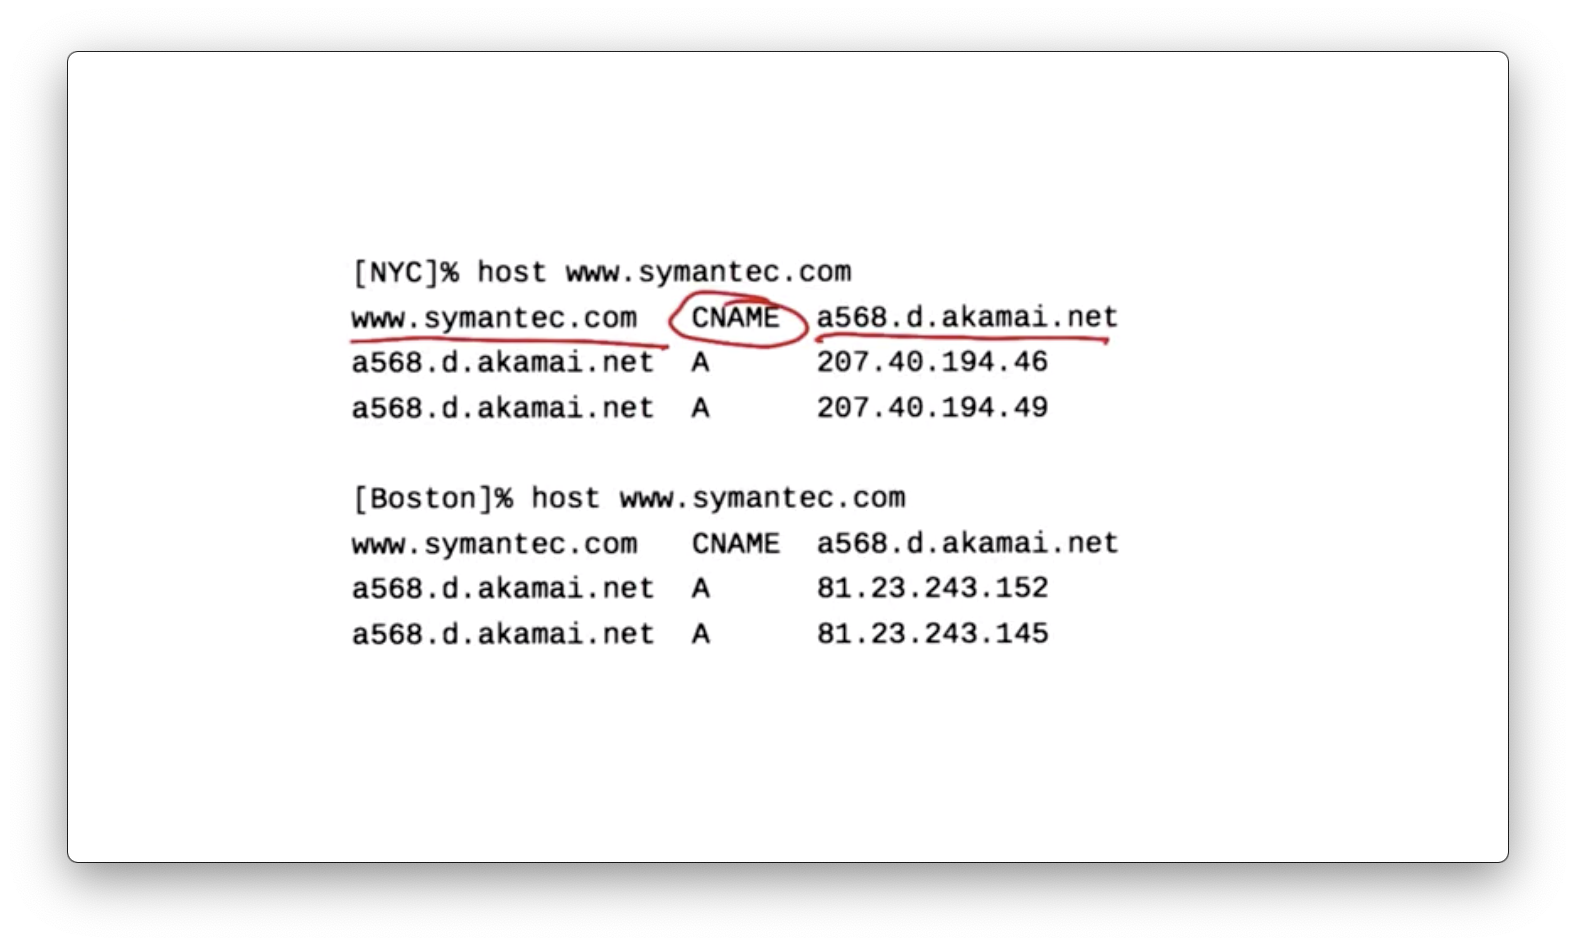 [NYC]% host www.symantec.com
www.symantec.com CNAME a568.d.akamai.net
a568.d.akamai.net A 207.40.194.46
a568.d.akamai.net A 207.40.194.49
[Boston]% host www.symantec.com
www.symantec.com CNAME a568.d.akamai.net
a568.d.akamai.net A 81.23.243.152
a568.d.akamai.net A 81.23.243.145